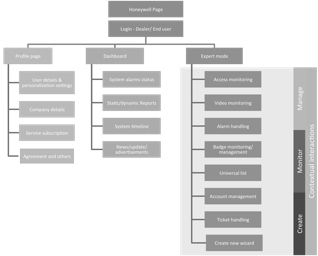 Honeywell Page
Login - Dealer/ End user
Profile page
Dashboard
Expert mode
User details &
personalization settings
System alarms status
Access monitoring
Company details
Static/dynamic Reports
Video monitoring
Service subscription
System timeline
Alarm handling
Agreement and others
News/update/
advertisements
Badge monitoring/
management
Universal list
Account management
Ticket handling
Create new wizard
Manage
Monitor
Create
Contextual interactions